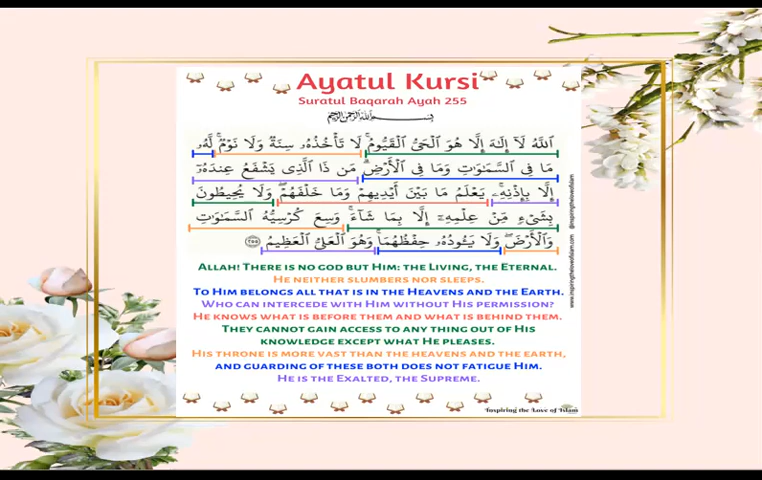 Ayatul Kursi
Suratul Baqarah Ayah 255
بِسْمِ اللَّهِ الرَّحْمَٰنِ الرَّحِيمِ
اللَّهُ لَآ إِلَٰهَ إِلَّا هُوَ الْحَيُّ الْقَيُّومُ ۚ لَا تَأْخُذُهُۥ سِنَةٌ وَلَا نَوْمٌ ۚ لَّهُۥ
مَا فِى السَّمَٰوَٰتِ وَمَا فِى الْأَرْضِ ۗ مَن ذَا الَّذِى يَشْفَعُ عِندَهُۥٓ
إِلَّا بِإِذْنِهِۦ ۚ يَعْلَمُ مَا بَيْنَ أَيْدِيهِمْ وَمَا خَلْفَهُمْ ۖ وَلَا يُحِيطُونَ
بِشَىْءٍ مِّنْ عِلْمِهِۦٓ إِلَّا بِمَا شَآءَ ۚ وَسِعَ كُرْسِيُّهُ السَّمَٰوَٰتِ
وَالْأَرْضَ ۖ وَلَا يَـُٔودُهُۥ حِفْظُهُمَا ۚ وَهُوَ الْعَلِىُّ الْعَظِيمُ ٢٥٥
Allah! There is no god but Him: the Living, the Eternal.
He neither slumbers nor sleeps.
To Him belongs all that is in the Heavens and the Earth.
Who can intercede with Him without His permission?
He knows what is before them and what is behind them.
They cannot gain access to any thing out of His
knowledge except what He pleases.
His throne is more vast than the heavens and the earth,
and guarding of these both does not fatigue Him.
He is the Exalted, the Supreme.
Inspiring the Love of Islam
www.inspiringtheloveofislam.com @inspiringtheloveofislam